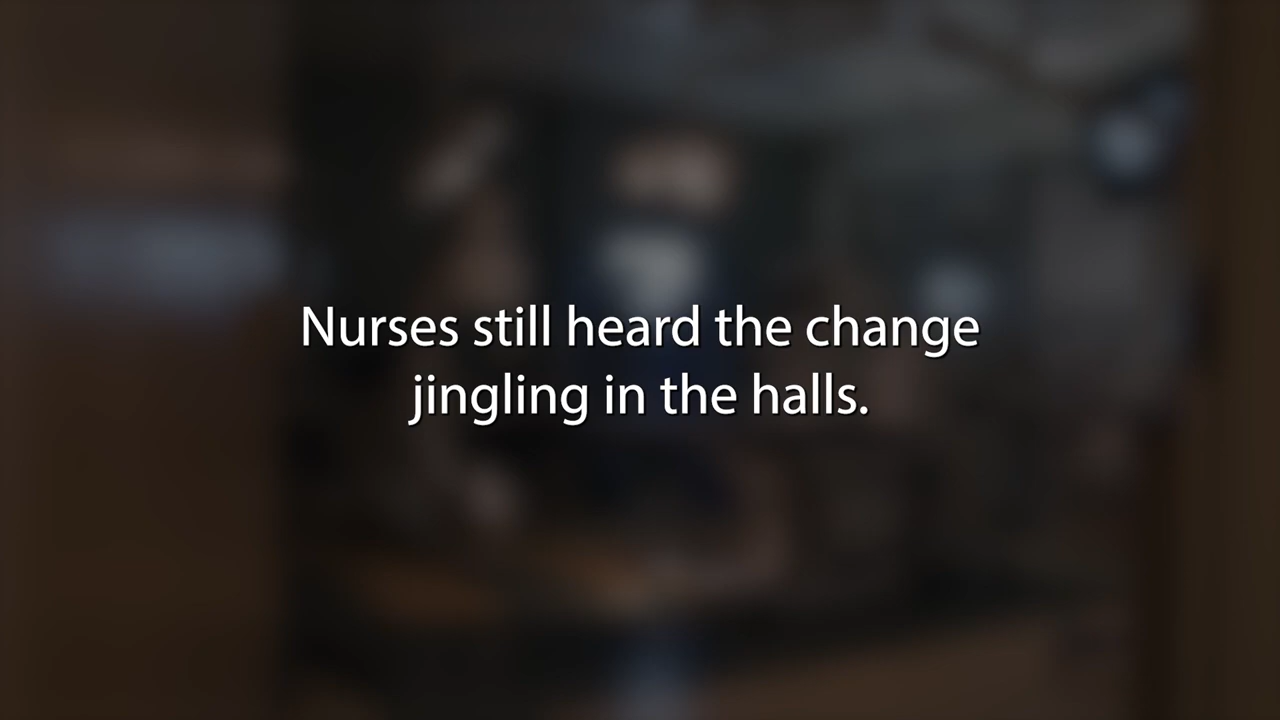 Nurses still heard the change
jingling in the halls.